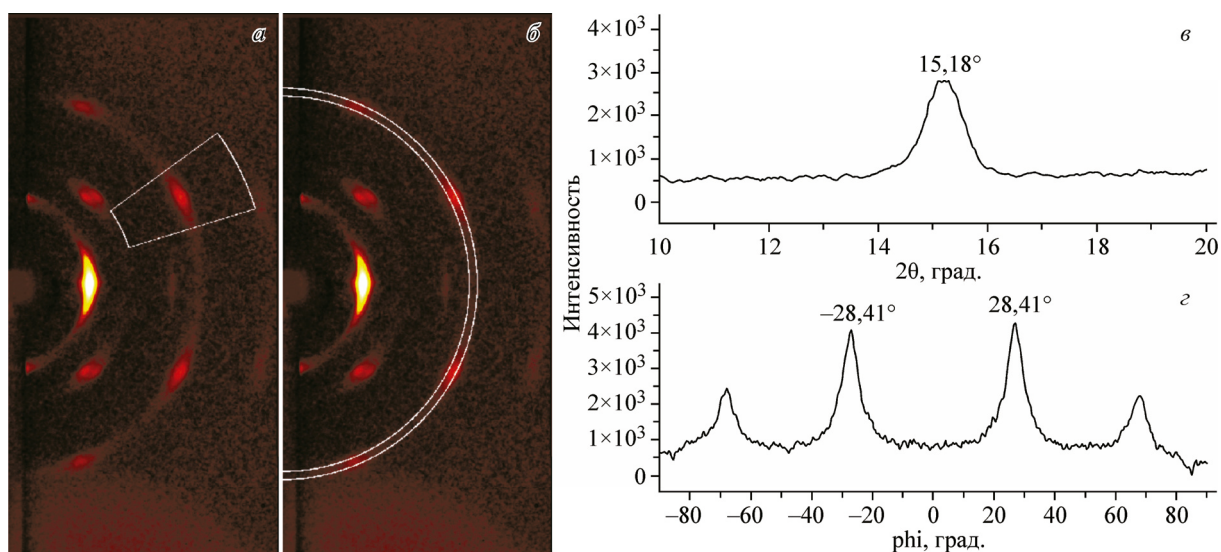 а
б
в
Интенсивность
4×10³
3×10³
2×10³
1×10³
0
15,18°
10 12 14 16 18 20
2θ, град.
г
5×10³
4×10³
3×10³
2×10³
1×10³
0
–28,41° 28,41°
–80 –60 –40 –20 0 20 40 60 80
phi, град.